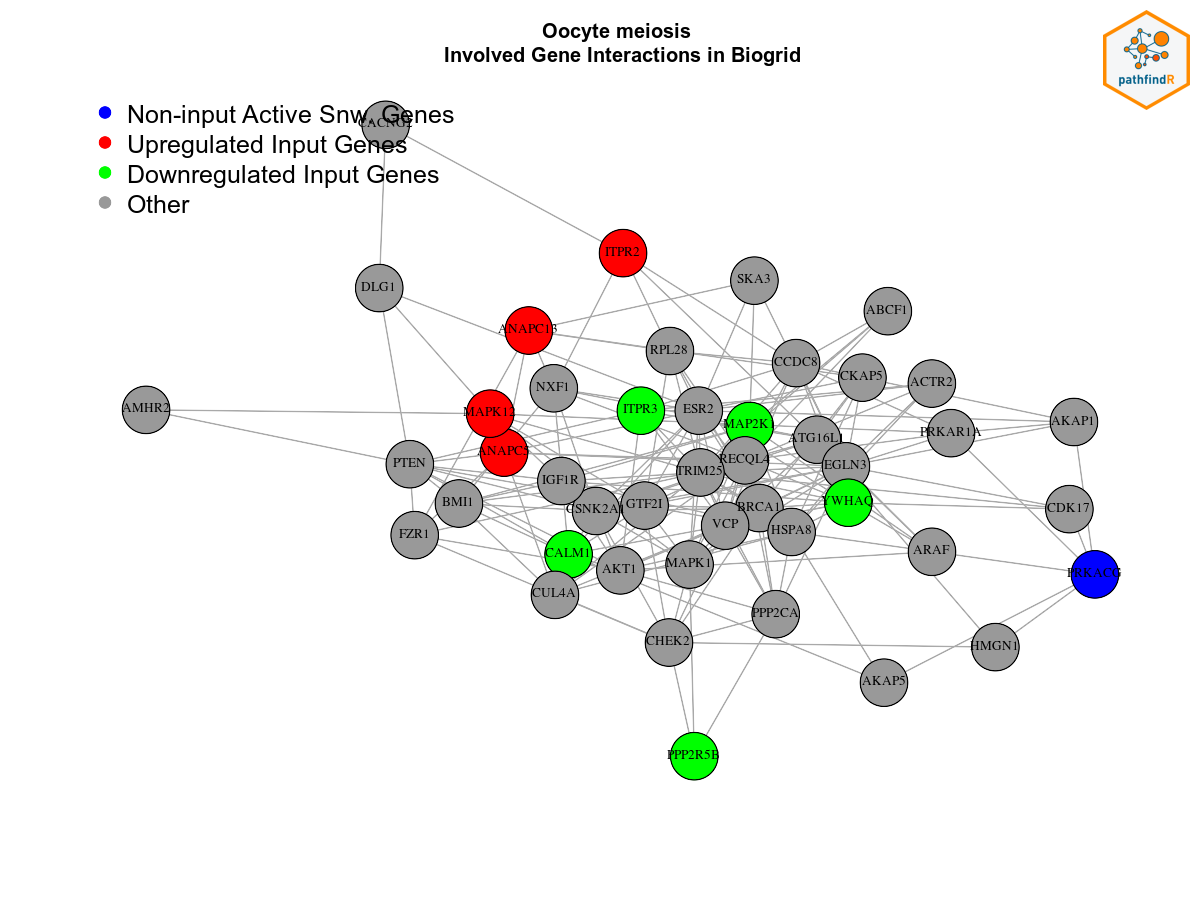 Oocyte meiosis
Involved Gene Interactions in Biogrid
pathfindR
Non-input Active Snw. Genes
CACNG2
Upregulated Input Genes
Downregulated Input Genes
Other
ITPR2
SKA3
DLG1
ABCF1
ANAPC13
RPL28
CCDC8
CKAP5
ACTR2
NXF1
AMHR2
MAPK12
ITPR3
ESR2
MAP2K1
ATG16L1
PRKAR1A
AKAP1
ANAPC5
PTEN
RECQL4
TRIM25
EGLN3
IGF1R
BMI1
CSNK2A1
GTF2I
BRCA1
YWHAQ
CDK17
FZR1
VCP
HSPA8
CALM1
AKT1
MAPK1
ARAF
PRKACG
CUL4A
PPP2CA
CHEK2
HMGN1
AKAP5
PPP2R5B